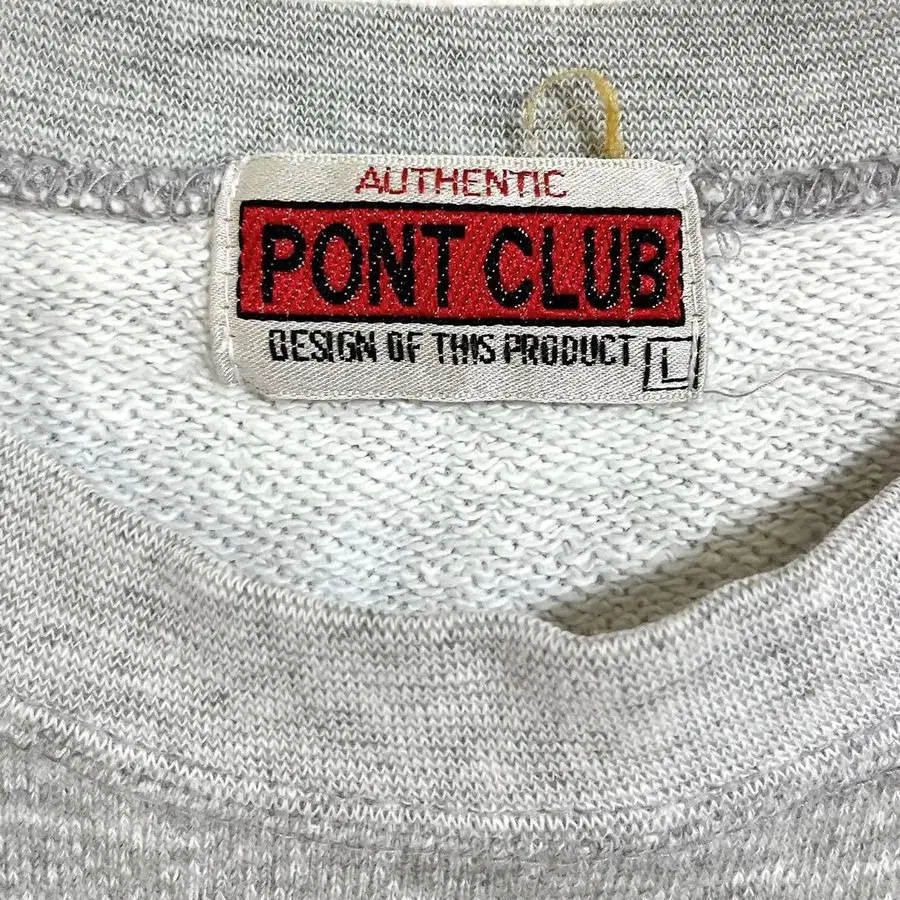 AUTHENTIC
PONT CLUB
DESIGN OF THIS PRODUCT L